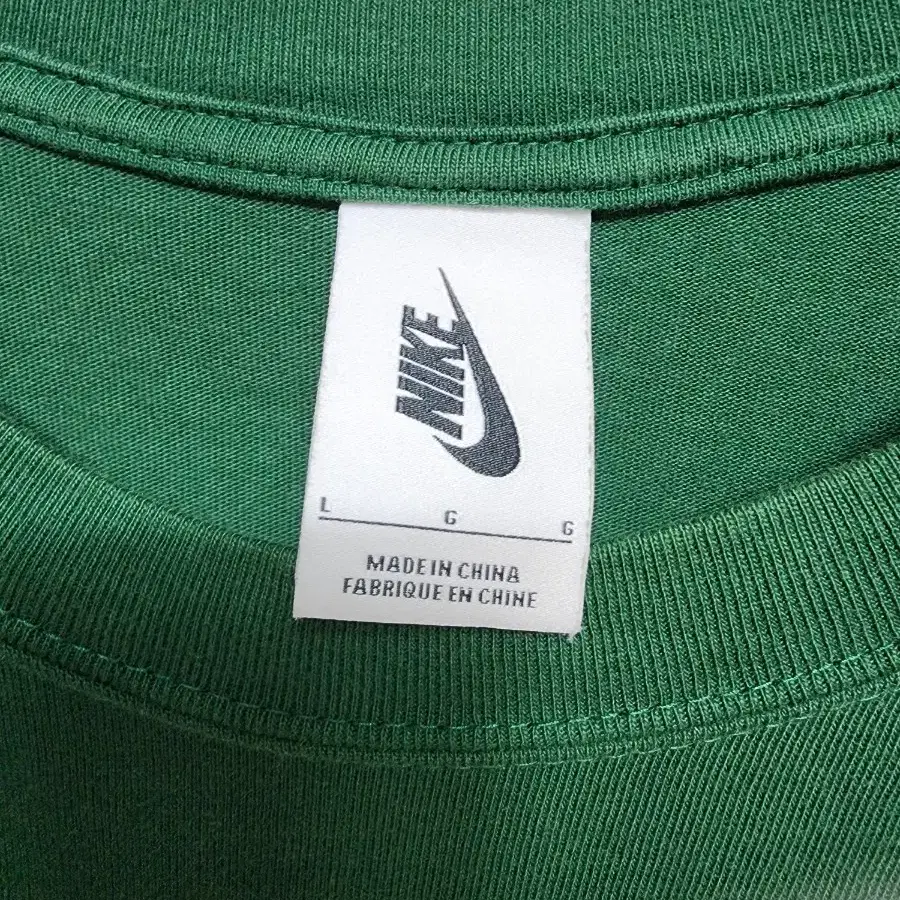 NIKE
L G G
MADE IN CHINA
FABRIQUE EN CHINE